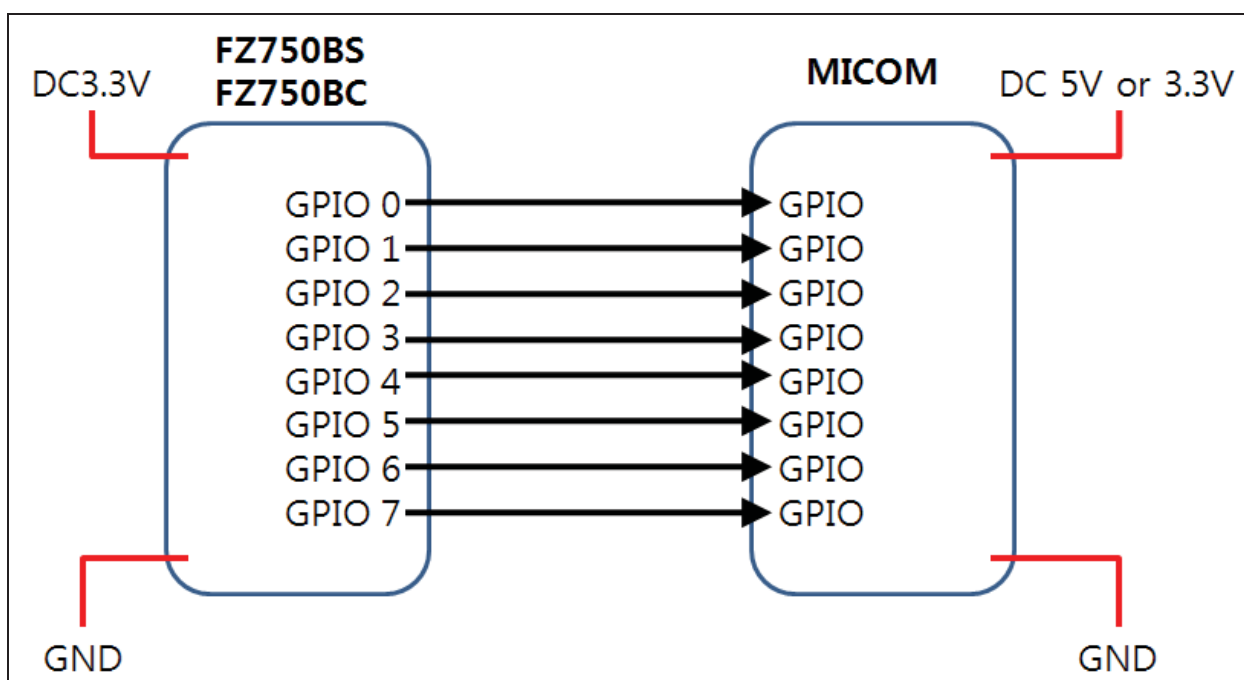 FZ750BS
FZ750BC
MICOM
DC3.3V
DC 5V or 3.3V
GPIO 0
GPIO
GPIO 1
GPIO
GPIO 2
GPIO
GPIO 3
GPIO
GPIO 4
GPIO
GPIO 5
GPIO
GPIO 6
GPIO
GPIO 7
GPIO
GND
GND